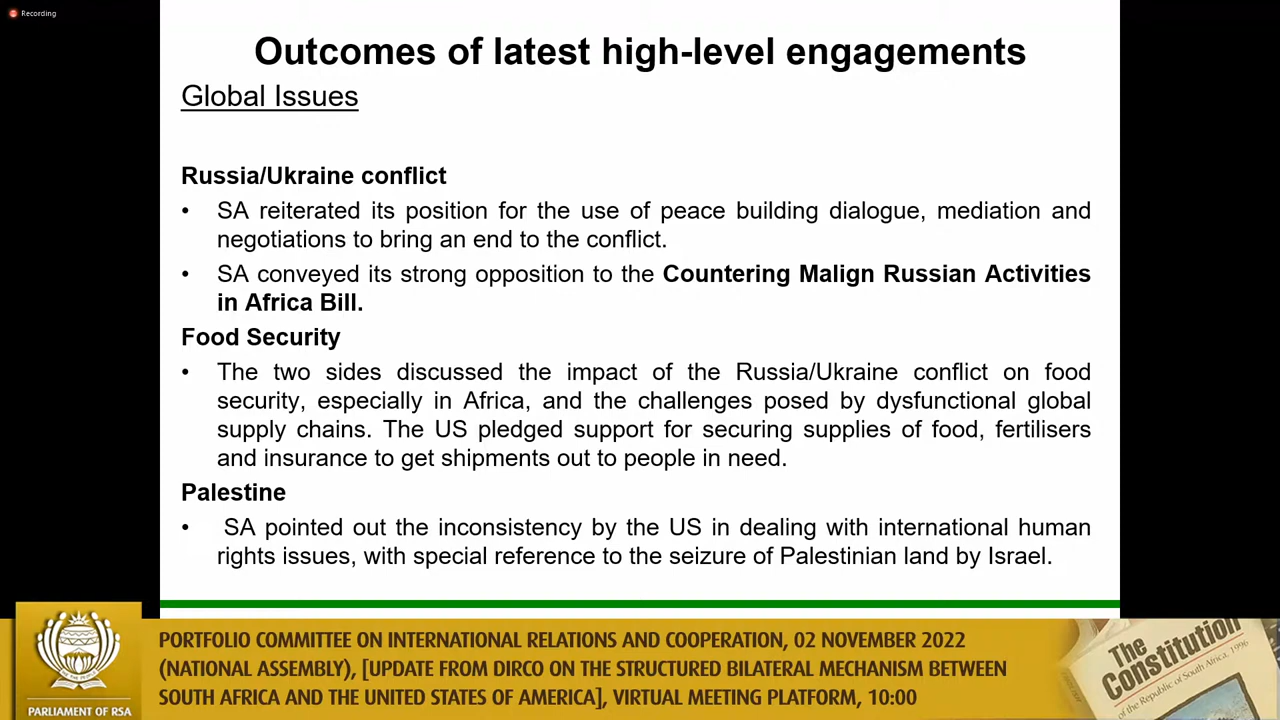 Recording
Outcomes of latest high-level engagements
Global Issues
Russia/Ukraine conflict
• SA reiterated its position for the use of peace building dialogue, mediation and
negotiations to bring an end to the conflict.
• SA conveyed its strong opposition to the Countering Malign Russian Activities
in Africa Bill.
Food Security
• The two sides discussed the impact of the Russia/Ukraine conflict on food
security, especially in Africa, and the challenges posed by dysfunctional global
supply chains. The US pledged support for securing supplies of food, fertilisers
and insurance to get shipments out to people in need.
Palestine
• SA pointed out the inconsistency by the US in dealing with international human
rights issues, with special reference to the seizure of Palestinian land by Israel.
PORTFOLIO COMMITTEE ON INTERNATIONAL RELATIONS AND COOPERATION, 02 NOVEMBER 2022
(NATIONAL ASSEMBLY), [UPDATE FROM DIRCO ON THE STRUCTURED BILATERAL MECHANISM BETWEEN
SOUTH AFRICA AND THE UNITED STATES OF AMERICA], VIRTUAL MEETING PLATFORM, 10:00
PARLIAMENT OF RSA
The
Constitution
of the Republic of South Africa, 1996